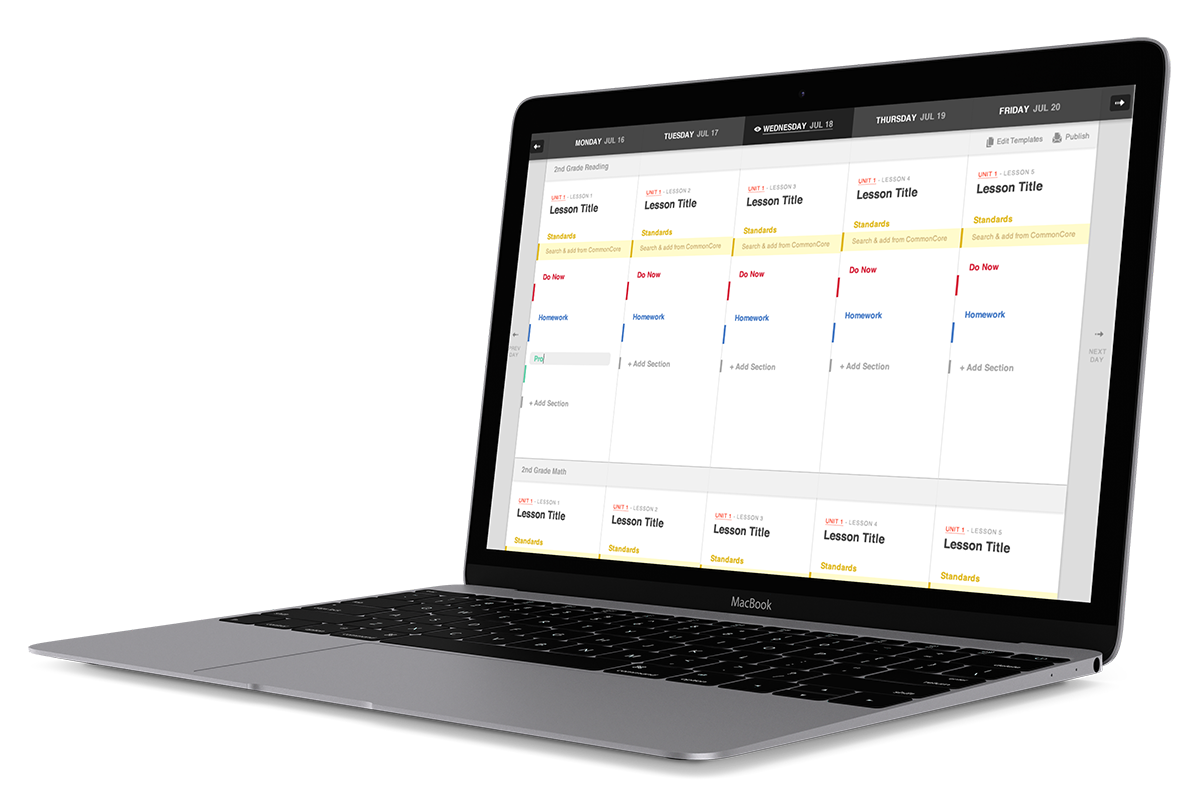 MONDAY JUL 16
TUESDAY JUL 17
WEDNESDAY JUL 18
THURSDAY JUL 19
FRIDAY JUL 20
Edit Templates
Publish
2nd Grade Reading
UNIT 1 - LESSON 1
UNIT 1 - LESSON 2
UNIT 1 - LESSON 3
UNIT 1 - LESSON 4
UNIT 1 - LESSON 5
Lesson Title
Lesson Title
Lesson Title
Lesson Title
Lesson Title
Standards
Standards
Standards
Standards
Standards
Search & add from CommonCore
Search & add from CommonCore
Search & add from CommonCore
Search & add from CommonCore
Search & add from CommonCore
Do Now
Do Now
Do Now
Do Now
Do Now
Homework
Homework
Homework
Homework
Homework
PREV
DAY
NEXT
DAY
Pro
+ Add Section
+ Add Section
+ Add Section
+ Add Section
+ Add Section
2nd Grade Math
UNIT 1 - LESSON 1
UNIT 1 - LESSON 2
UNIT 1 - LESSON 3
UNIT 1 - LESSON 4
UNIT 1 - LESSON 5
Lesson Title
Lesson Title
Lesson Title
Lesson Title
Lesson Title
Standards
Standards
Standards
Standards
Standards
MacBook